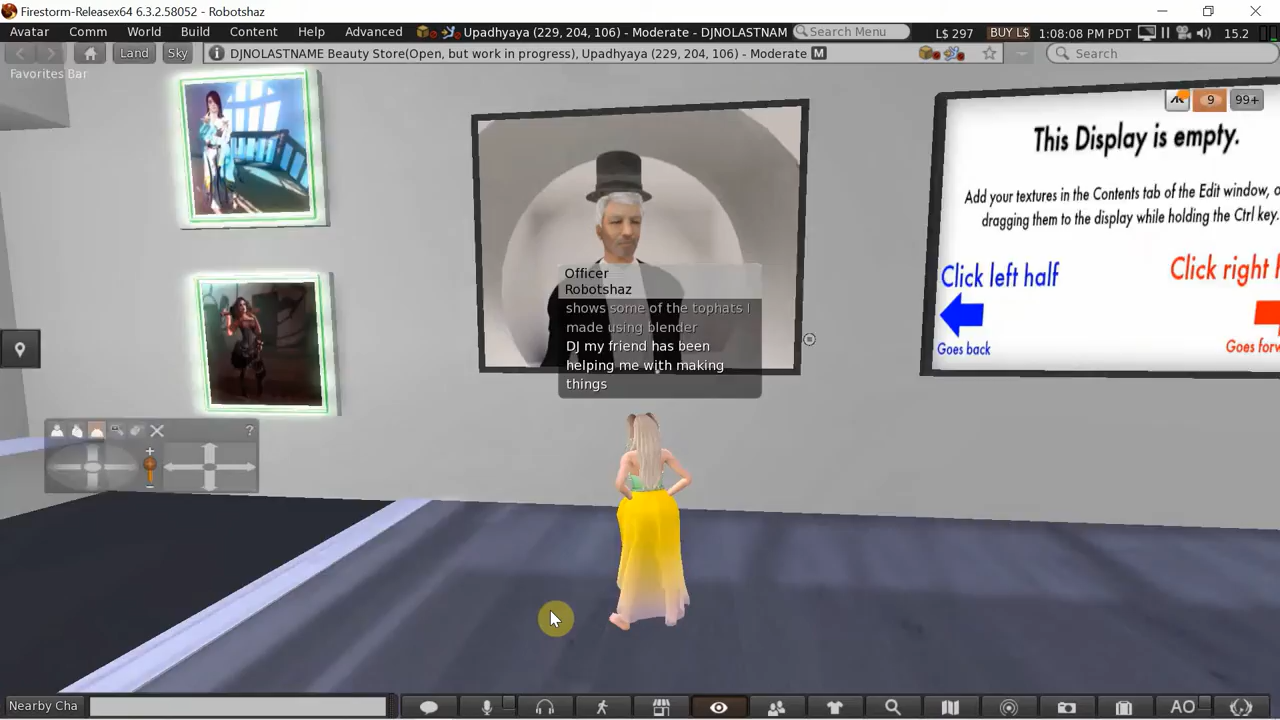 Firestorm-Releasex64 6.3.2.58052 - Robotshaz
Avatar Comm World Build Content Help Advanced Upadhyaya (229, 204, 106) - Moderate - DJNOLASTNAM Search Menu L$ 297 BUY L$ 1:08:08 PM PDT 15.2
Land Sky DJNOLASTNAME Beauty Store(Open, but work in progress), Upadhyaya (229, 204, 106) - Moderate M Search
Favorites Bar
9 99+
This Display is empty.
Add your textures in the Contents tab of the Edit window, o
dragging them to the display while holding the Ctrl key.
Click left half
Click right h
Goes back
Goes forw
Officer
Robotshaz
shows some of the tophats I
made using blender
DJ my friend has been
helping me with making
things
?
Nearby Cha
AO